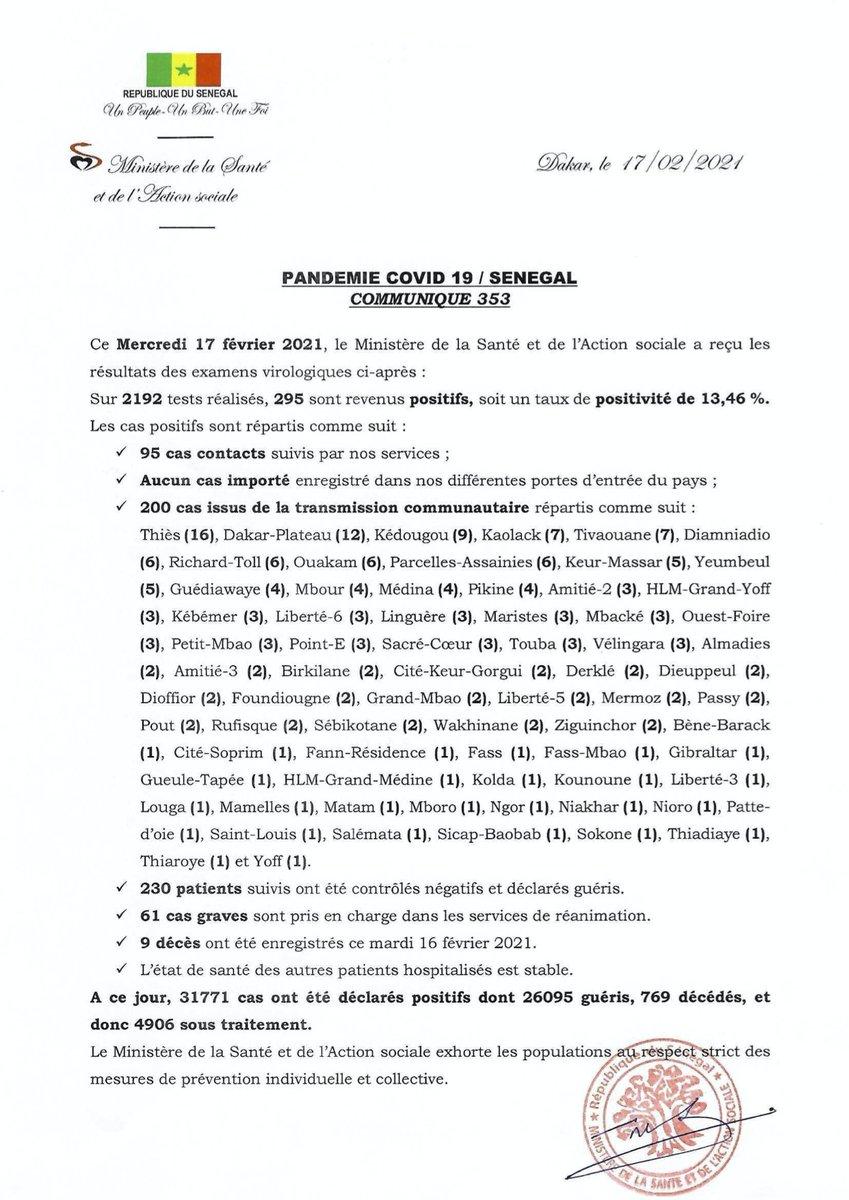 REPUBLIQUE DU SENEGAL
Un Peuple-Un But-Une Foi
Ministère de la Santé
et de l'Action sociale
Dakar, le 17/02/2021
PANDEMIE COVID 19 / SENEGAL
COMMUNIQUE 353
Ce Mercredi 17 février 2021, le Ministère de la Santé et de l'Action sociale a reçu les
résultats des examens virologiques ci-après :
Sur 2192 tests réalisés, 295 sont revenus positifs, soit un taux de positivité de 13,46 %.
Les cas positifs sont répartis comme suit :
✓ 95 cas contacts suivis par nos services ;
✓ Aucun cas importé enregistré dans nos différentes portes d'entrée du pays ;
✓ 200 cas issus de la transmission communautaire répartis comme suit :
Thiès (16), Dakar-Plateau (12), Kédougou (9), Kaolack (7), Tivaouane (7), Diamniadio
(6), Richard-Toll (6), Ouakam (6), Parcelles-Assainies (6), Keur-Massar (5), Yeumbeul
(5), Guédiawaye (4), Mbour (4), Médina (4), Pikine (4), Amitié-2 (3), HLM-Grand-Yoff
(3), Kébémer (3), Liberté-6 (3), Linguère (3), Maristes (3), Mbacké (3), Ouest-Foire
(3), Petit-Mbao (3), Point-E (3), Sacré-Cœur (3), Touba (3), Vélingara (3), Almadies
(2), Amitié-3 (2), Birkilane (2), Cité-Keur-Gorgui (2), Derklé (2), Dieuppeul (2),
Dioffior (2), Foundiougne (2), Grand-Mbao (2), Liberté-5 (2), Mermoz (2), Passy (2),
Pout (2), Rufisque (2), Sébikotane (2), Wakhinane (2), Ziguinchor (2), Bène-Barack
(1), Cité-Soprim (1), Fann-Résidence (1), Fass (1), Fass-Mbao (1), Gibraltar (1),
Gueule-Tapée (1), HLM-Grand-Médine (1), Kolda (1), Kounoune (1), Liberté-3 (1),
Louga (1), Mamelles (1), Matam (1), Mboro (1), Ngor (1), Niakhar (1), Nioro (1), Patte-
d'oie (1), Saint-Louis (1), Salémata (1), Sicap-Baobab (1), Sokone (1), Thiadiaye (1),
Thiaroye (1) et Yoff (1).
✓ 230 patients suivis ont été contrôlés négatifs et déclarés guéris.
✓ 61 cas graves sont pris en charge dans les services de réanimation.
✓ 9 décès ont été enregistrés ce mardi 16 février 2021.
✓ L'état de santé des autres patients hospitalisés est stable.
A ce jour, 31771 cas ont été déclarés positifs dont 26095 guéris, 769 décédés, et
donc 4906 sous traitement.
Le Ministère de la Santé et de l'Action sociale exhorte les populations au respect strict des
mesures de prévention individuelle et collective.
République du Sénégal
MINISTERE DE LA SANTE ET DE L'ACTION SOCIALE